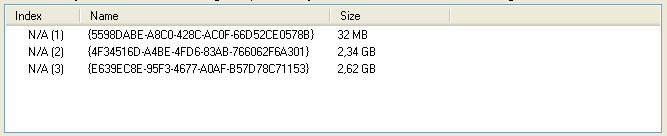 Index Name Size
N/A (1) {5598DABE-A8C0-428C-AC0F-66D52CE0578B} 32 MB
N/A (2) {4F34516D-A4BE-4FD6-83AB-766062F6A301} 2,34 GB
N/A (3) {E639EC8E-95F3-4677-A0AF-B57D78C71153} 2,62 GB